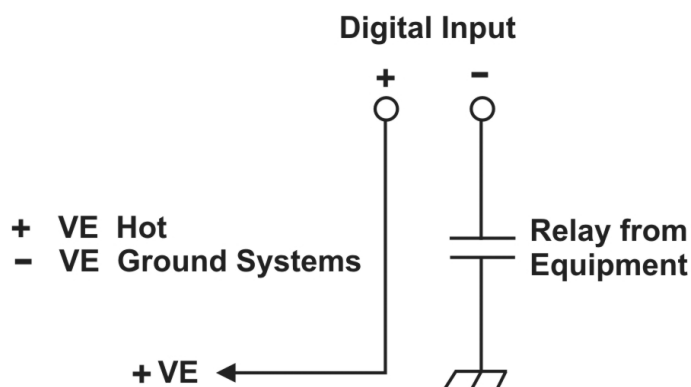 Digital Input
+ -
+ VE Hot
- VE Ground Systems
Relay from
Equipment
+ VE